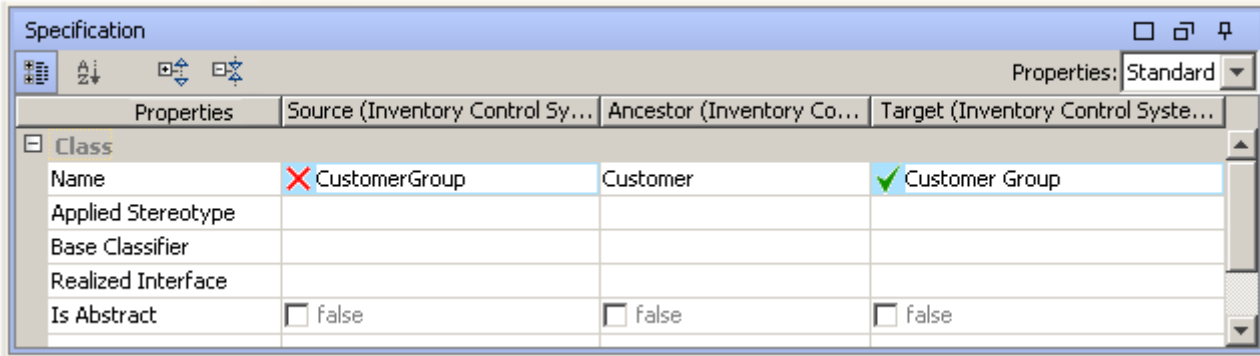 Specification
Properties: Standard
Properties Source (Inventory Control Sy... Ancestor (Inventory Co... Target (Inventory Control Syste...
Class
Name CustomerGroup Customer Customer Group
Applied Stereotype
Base Classifier
Realized Interface
Is Abstract false false false